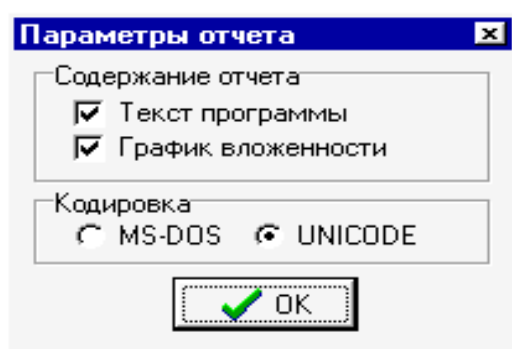 Параметры отчета
Содержание отчета
Текст программы
График вложенности
Кодировка
MS-DOS UNICODE
OK